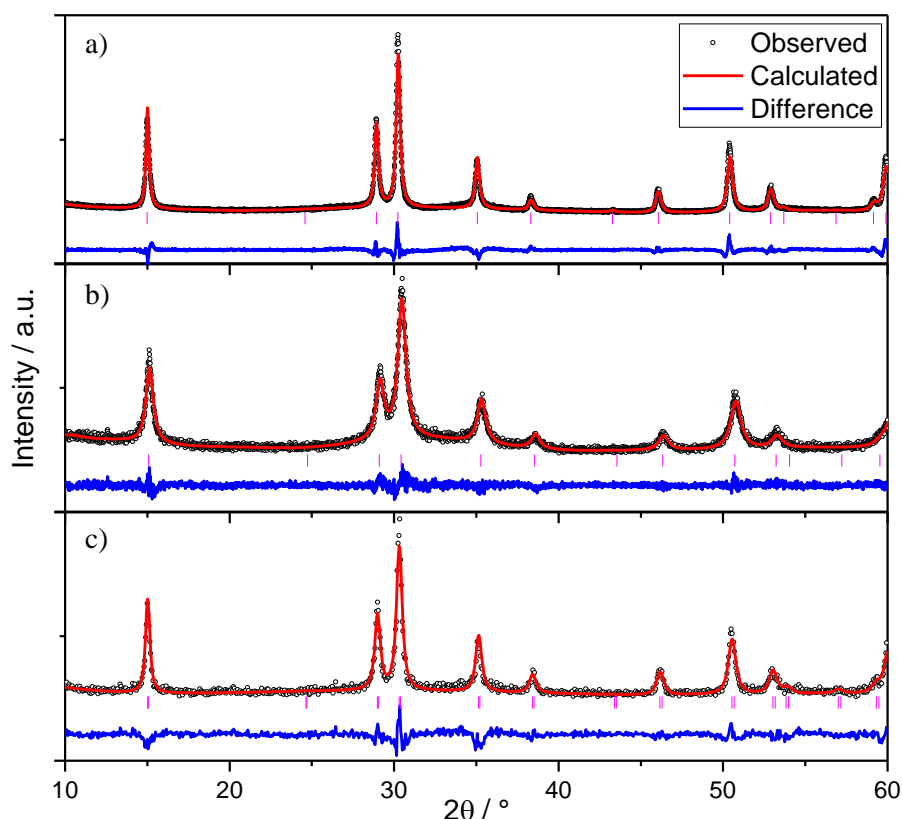 a)
Observed
Calculated
Difference
b)
c)
Intensity / a.u.
10 20 30 40 50 60
2θ / °